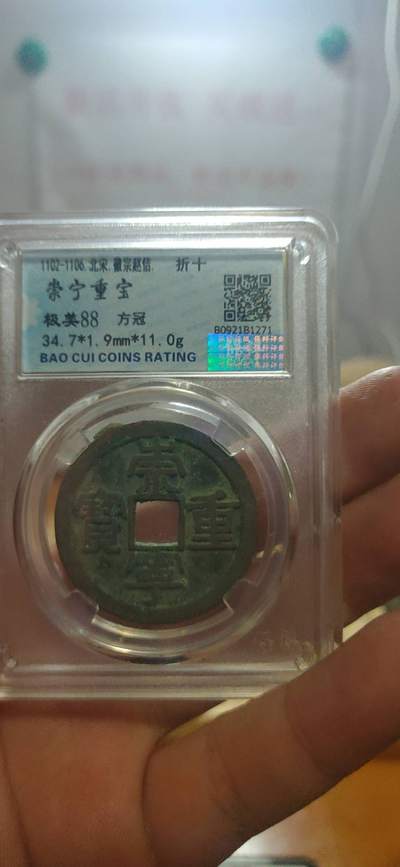 1102-1106.北宋.徽宗赵佶. 折十
崇宁重宝
极美88 方冠
34.7*1.9mm*11.0g
B0921B1271
BAO CUI COINS RATING
崇
寶 重
寧